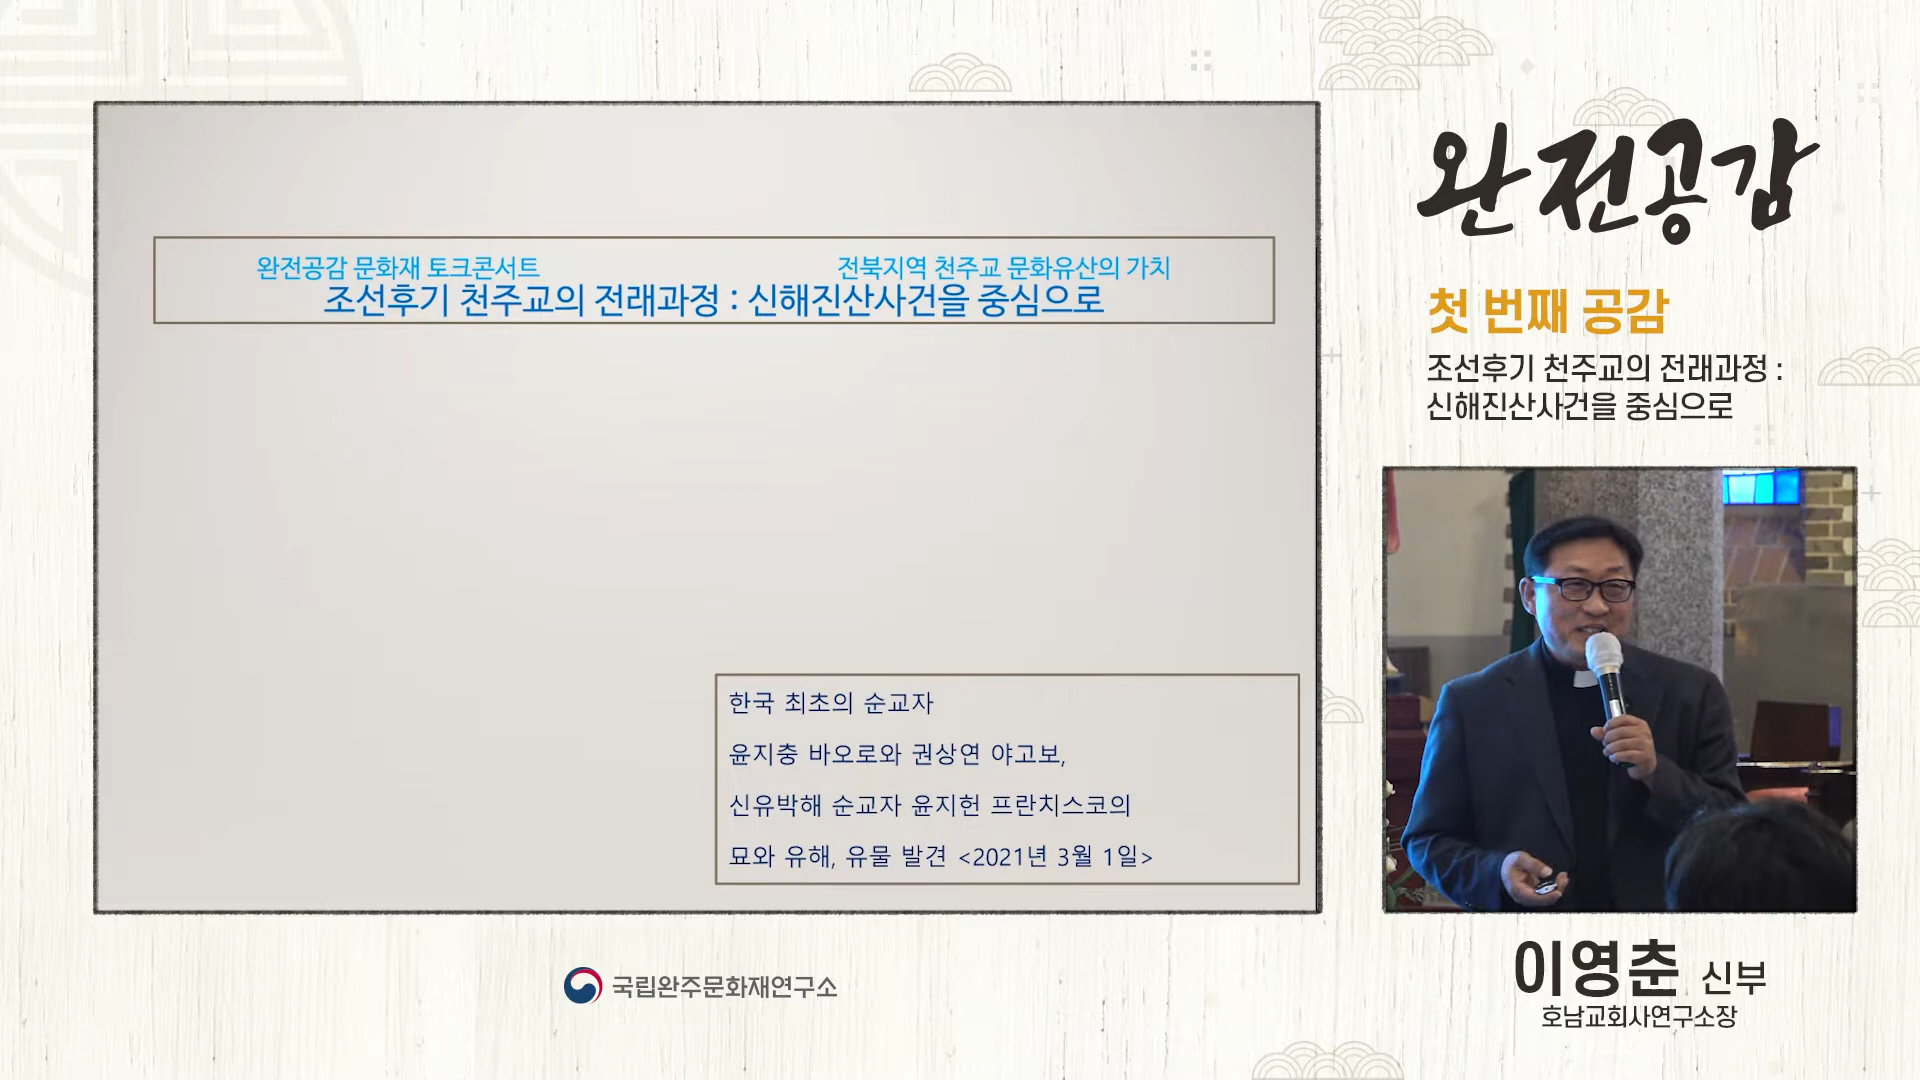 완전공감 문화재 토크콘서트 전북지역 천주교 문화유산의 가치
조선후기 천주교의 전래과정 : 신해진산사건을 중심으로
한국 최초의 순교자
윤지충 바오로와 권상연 야고보,
신유박해 순교자 윤지헌 프란치스코의
묘와 유해, 유물 발견 <2021년 3월 1일>
완전공감
첫 번째 공감
조선후기 천주교의 전래과정 :
신해진산사건을 중심으로
이영춘 신부
호남교회사연구소장
국립완주문화재연구소